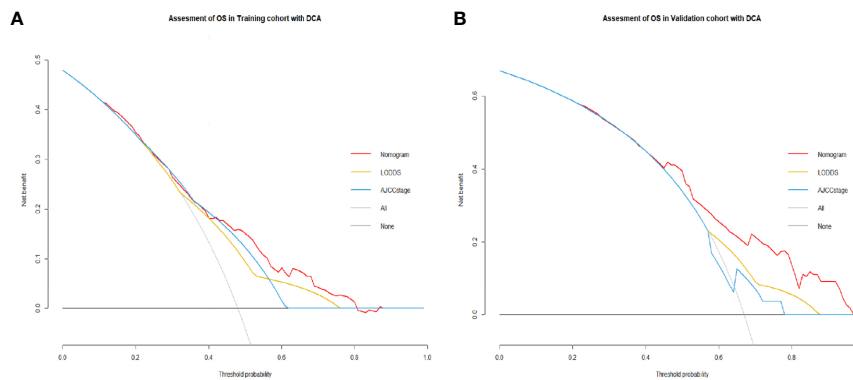 A
Assesment of OS in Training cohort with DCA
Net Benefit
0.5
0.4
0.3
0.2
0.1
0.0
Nomogram
LODDS
AJCCstage
All
None
0.0 0.2 0.4 0.6 0.8 1.0
Threshold probability
B
Assesment of OS in Validation cohort with DCA
Net Benefit
0.6
0.4
0.2
0.0
Nomogram
LODDS
AJCCstage
All
None
0.0 0.2 0.4 0.6 0.8
Threshold probability